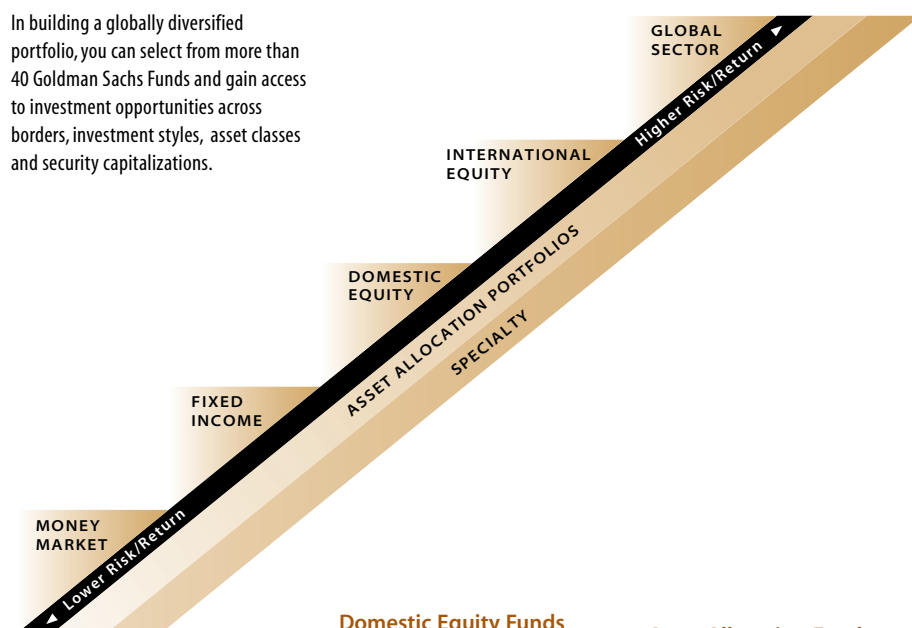 In building a globally diversified
portfolio, you can select from more than
40 Goldman Sachs Funds and gain access
to investment opportunities across
borders, investment styles, asset classes
and security capitalizations.
GLOBAL
SECTOR
Higher Risk/Return
INTERNATIONAL
EQUITY
DOMESTIC
EQUITY
ASSET ALLOCATION PORTFOLIOS
SPECIALTY
FIXED
INCOME
MONEY
MARKET
Lower Risk/Return
Domestic Equity Funds